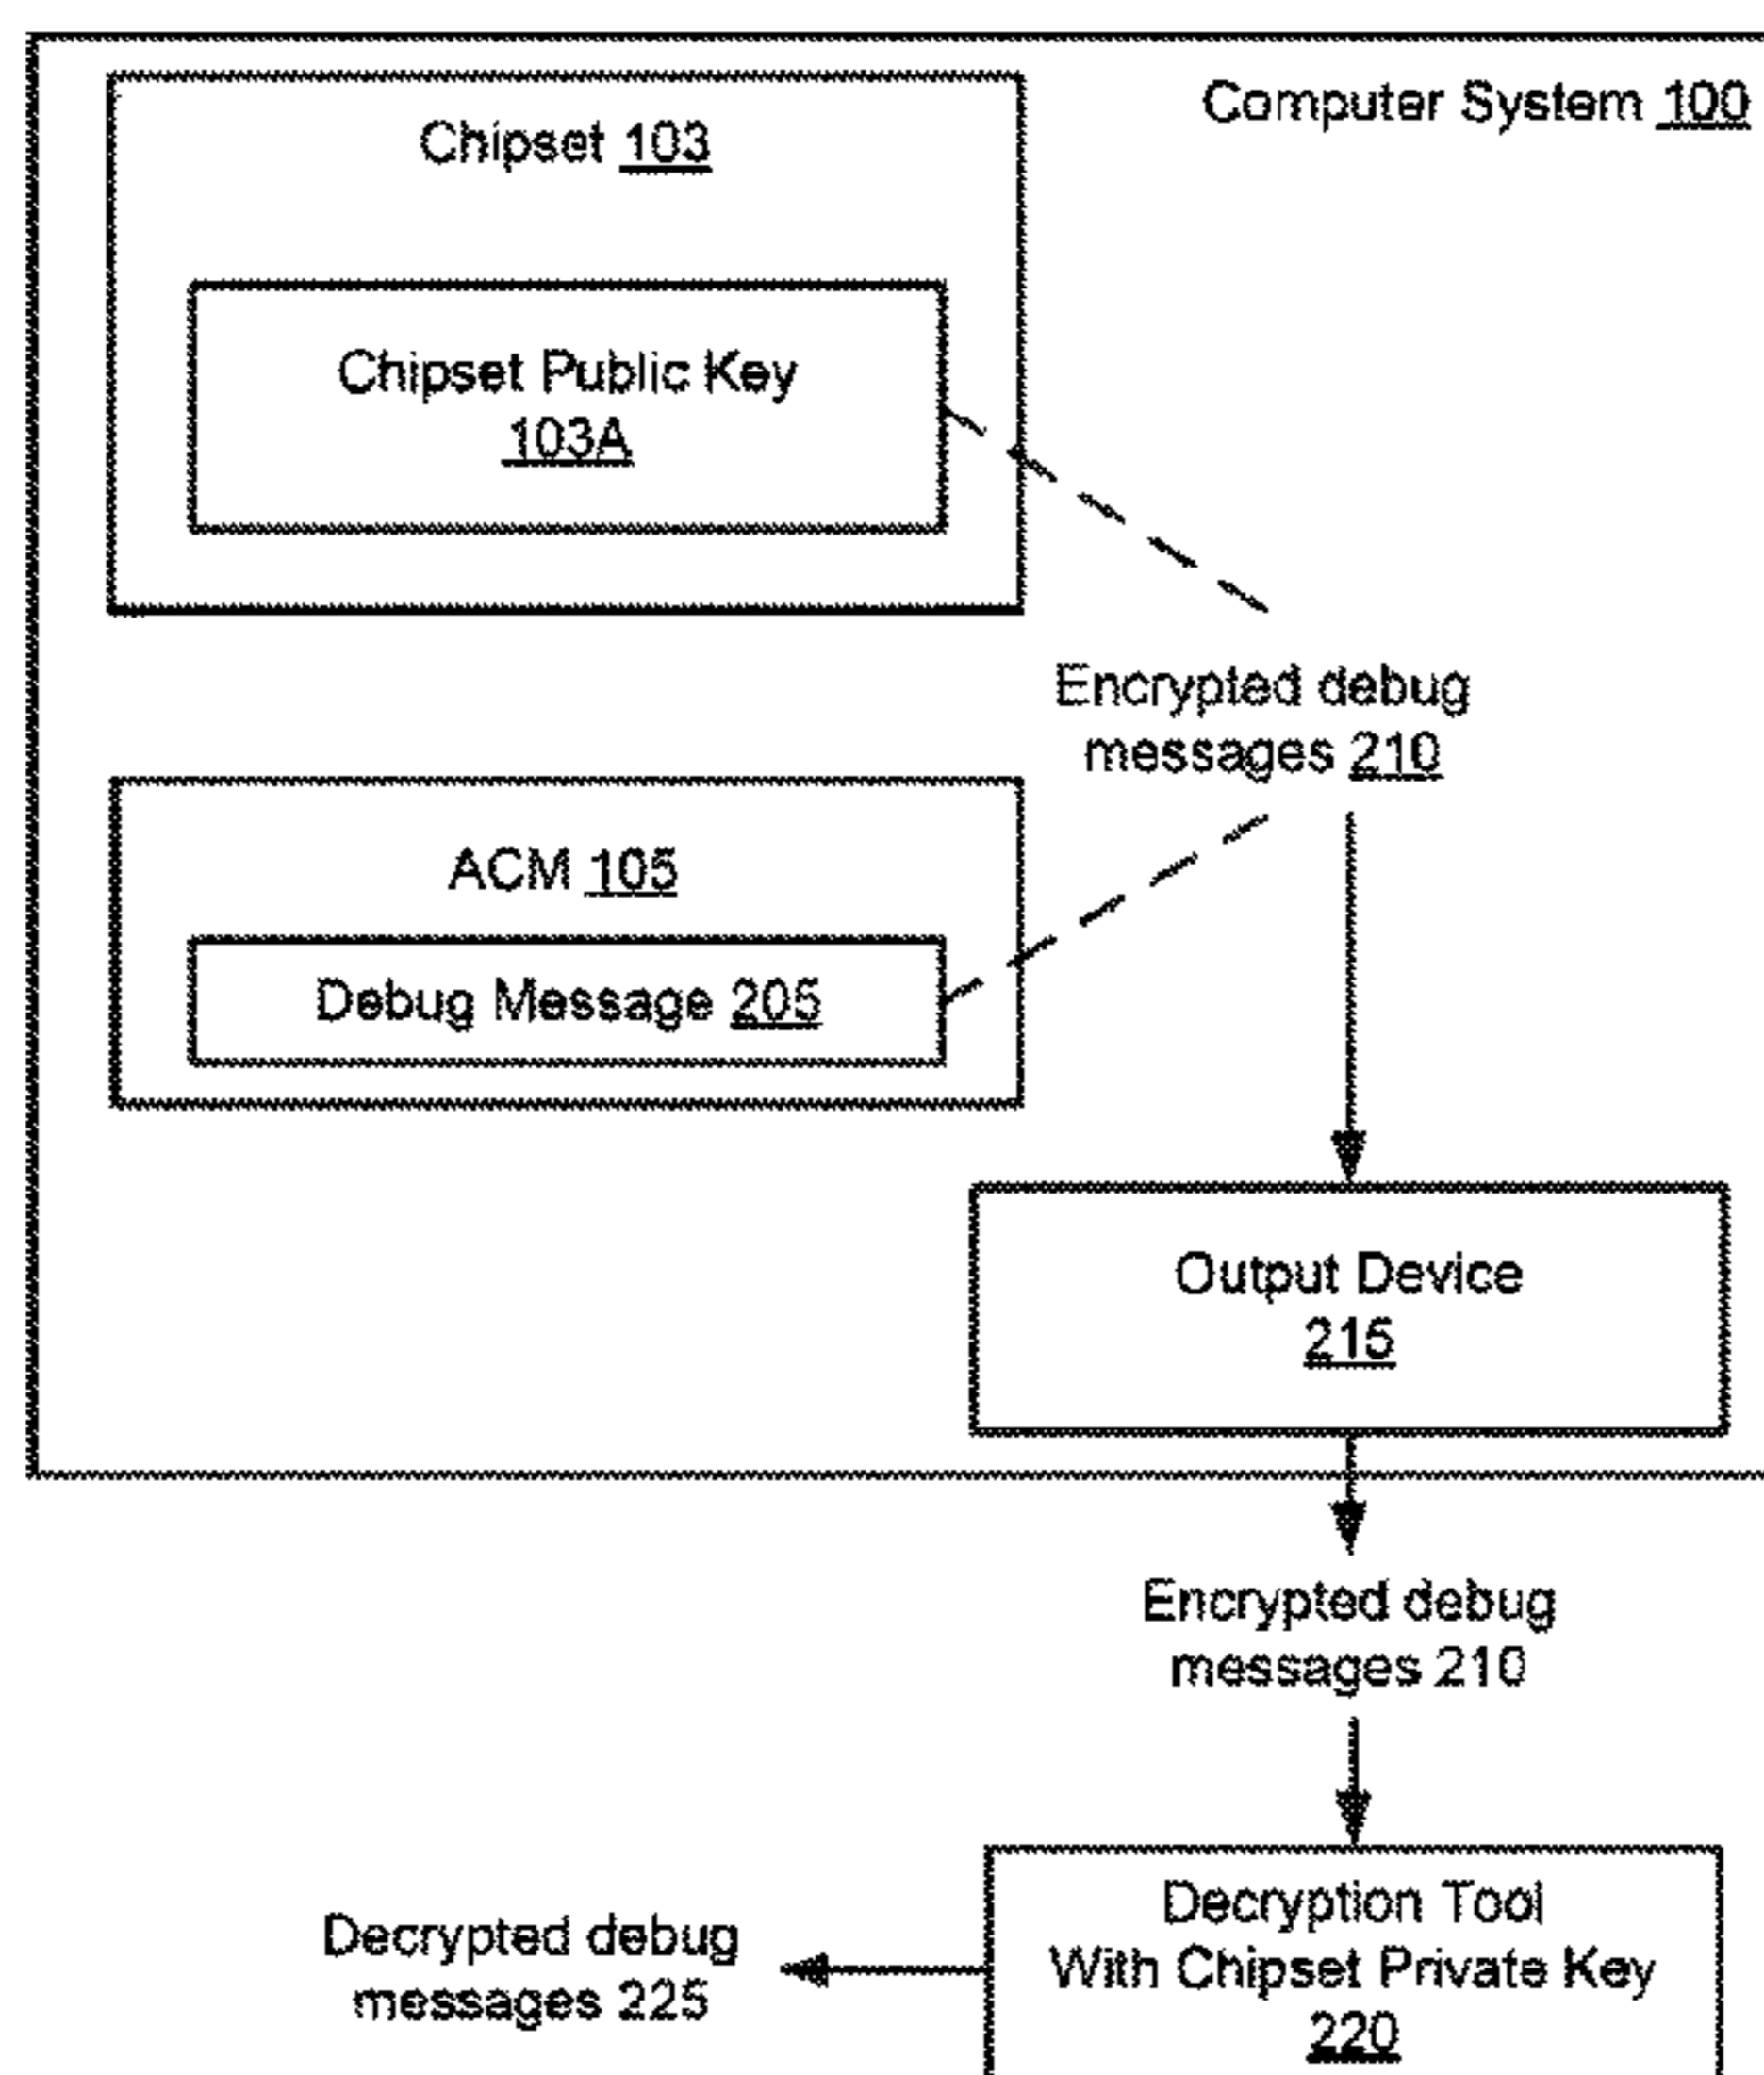 Computer System 100
Chipset 103
Chipset Public Key
103A
Encrypted debug
messages 210
ACM 105
Debug Message 205
Output Device
215
Encrypted debug
messages 210
Decryption Tool
With Chipset Private Key
220
Decrypted debug
messages 225